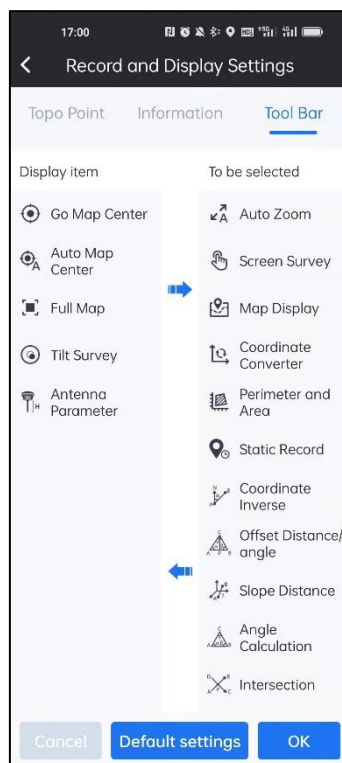 17:00
Record and Display Settings
Topo Point Information Tool Bar
Display item
Go Map Center
Auto Map
Center
Full Map
Tilt Survey
Antenna
Parameter
To be selected
Auto Zoom
Screen Survey
Map Display
Coordinate
Converter
Perimeter and
Area
Static Record
Coordinate
Inverse
Offset Distance/
angle
Slope Distance
Angle
Calculation
Intersection
Cancel Default settings OK